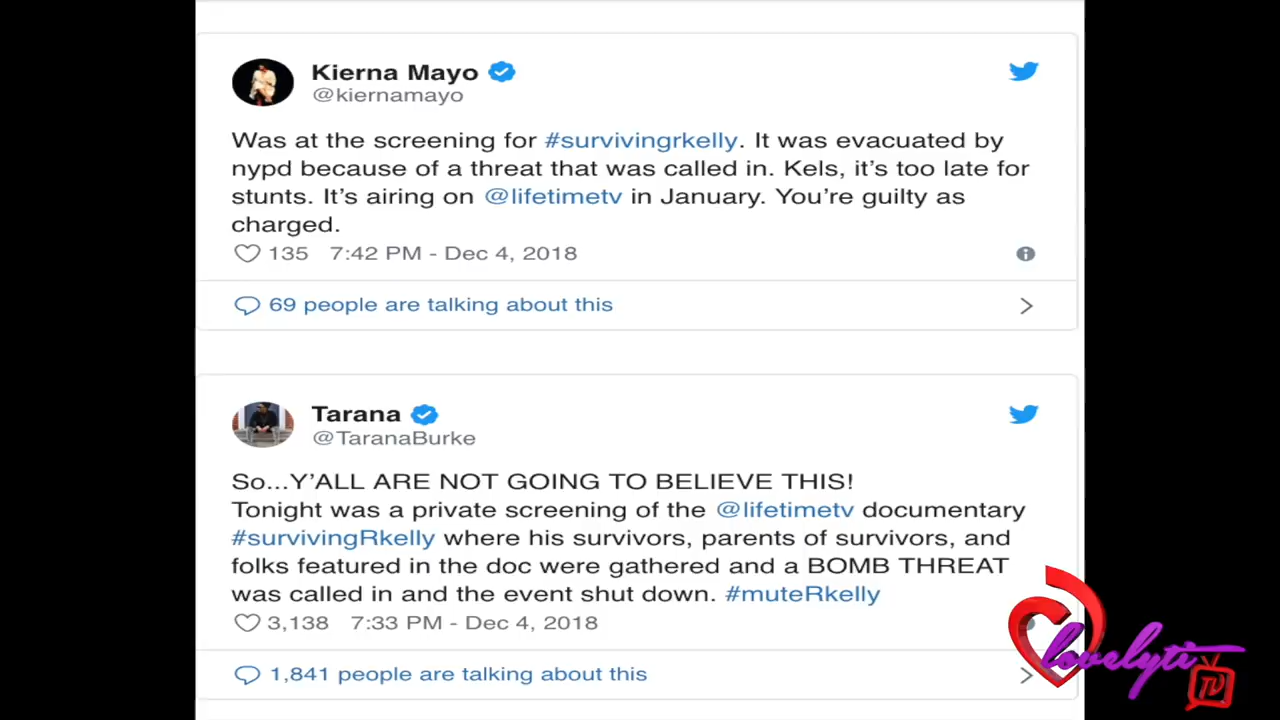 Kierna Mayo
@kiernamayo
Was at the screening for #survivingrkelly. It was evacuated by
nypd because of a threat that was called in. Kels, it’s too late for
stunts. It’s airing on @lifetimetv in January. You’re guilty as
charged.
135 7:42 PM - Dec 4, 2018
69 people are talking about this
Tarana
@TaranaBurke
So...Y’ALL ARE NOT GOING TO BELIEVE THIS!
Tonight was a private screening of the @lifetimetv documentary
#survivingRkelly where his survivors, parents of survivors, and
folks featured in the doc were gathered and a BOMB THREAT
was called in and the event shut down. #muteRkelly
3,138 7:33 PM - Dec 4, 2018
1,841 people are talking about this
lovelyti
TV